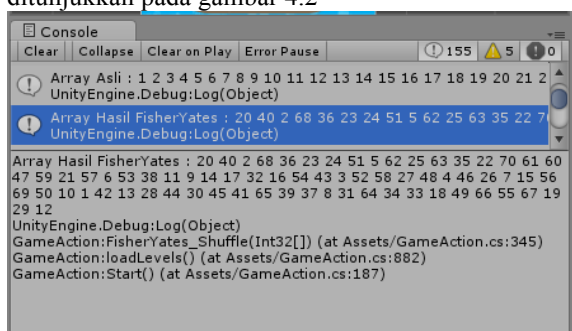 ditunjukkan pada gambar 4.2
Console
Clear Collapse Clear on Play Error Pause 155 5 0
Array Asli : 1 2 3 4 5 6 7 8 9 10 11 12 13 14 15 16 17 18 19 20 21 2
UnityEngine.Debug:Log(Object)
Array Hasil FisherYates : 20 40 2 68 36 23 24 51 5 62 25 63 35 22 7
UnityEngine.Debug:Log(Object)
Array Hasil FisherYates : 20 40 2 68 36 23 24 51 5 62 25 63 35 22 70 61 60
47 59 21 57 6 53 38 11 9 14 17 32 16 54 43 3 52 58 27 48 4 46 26 7 15 56
69 50 10 1 42 13 28 44 30 45 41 65 39 37 8 31 64 34 33 18 49 66 55 67 19
29 12
UnityEngine.Debug:Log(Object)
GameAction:FisherYates_Shuffle(Int32[]) (at Assets/GameAction.cs:345)
GameAction:loadLevels() (at Assets/GameAction.cs:882)
GameAction:Start() (at Assets/GameAction.cs:187)